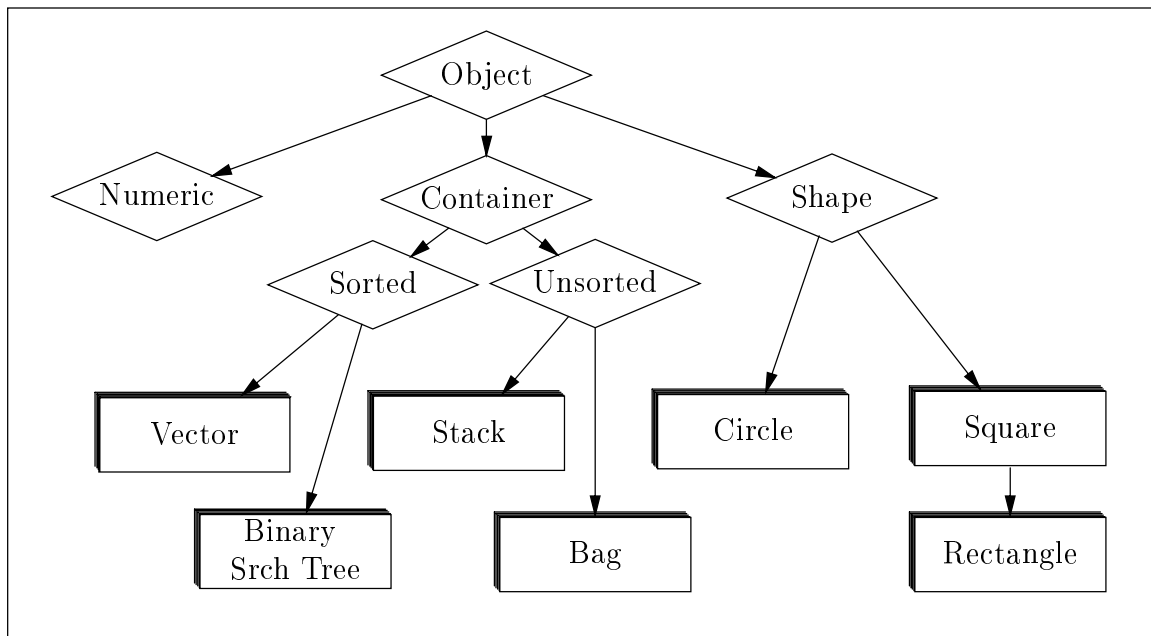 Object
Numeric
Container
Shape
Sorted
Unsorted
Vector
Stack
Circle
Square
Binary
Srch Tree
Bag
Rectangle